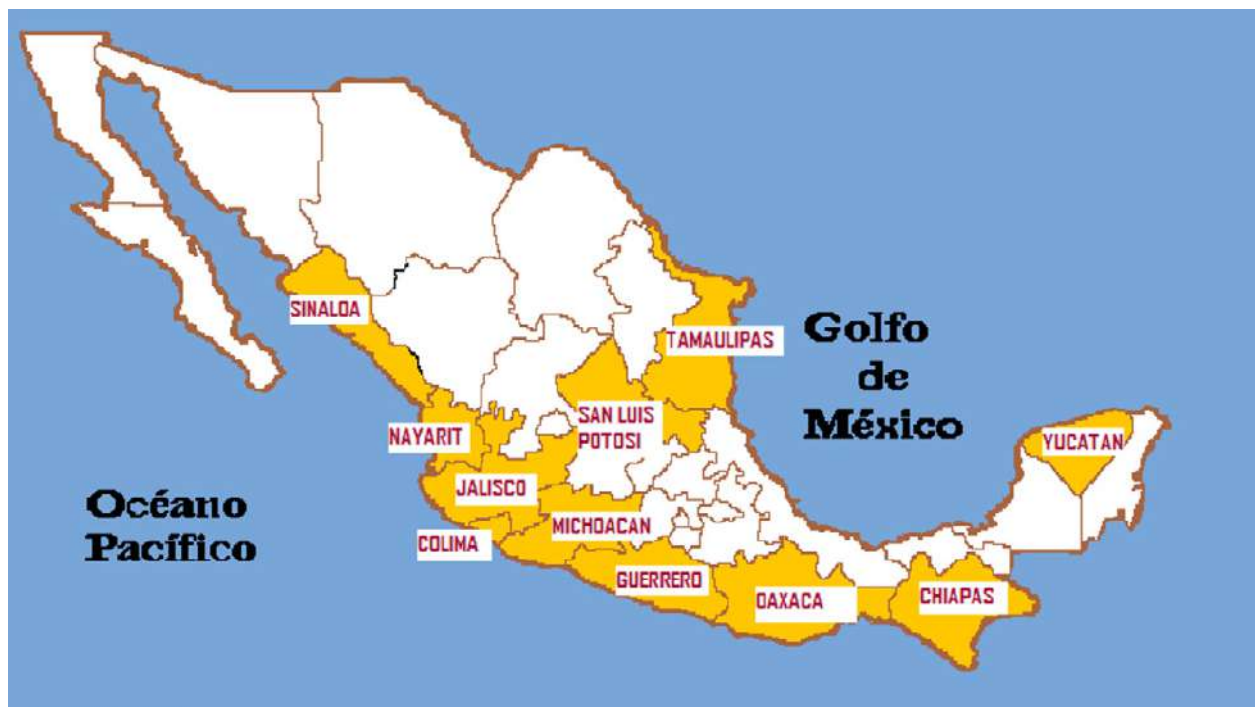 SINALOA
TAMAULIPAS
Golfo
de
México
NAYARIT
SAN LUIS
POTOSI
YUCATAN
JALISCO
Océano
Pacífico
COLIMA
MICHOACAN
GUERRERO
OAXACA
CHIAPAS